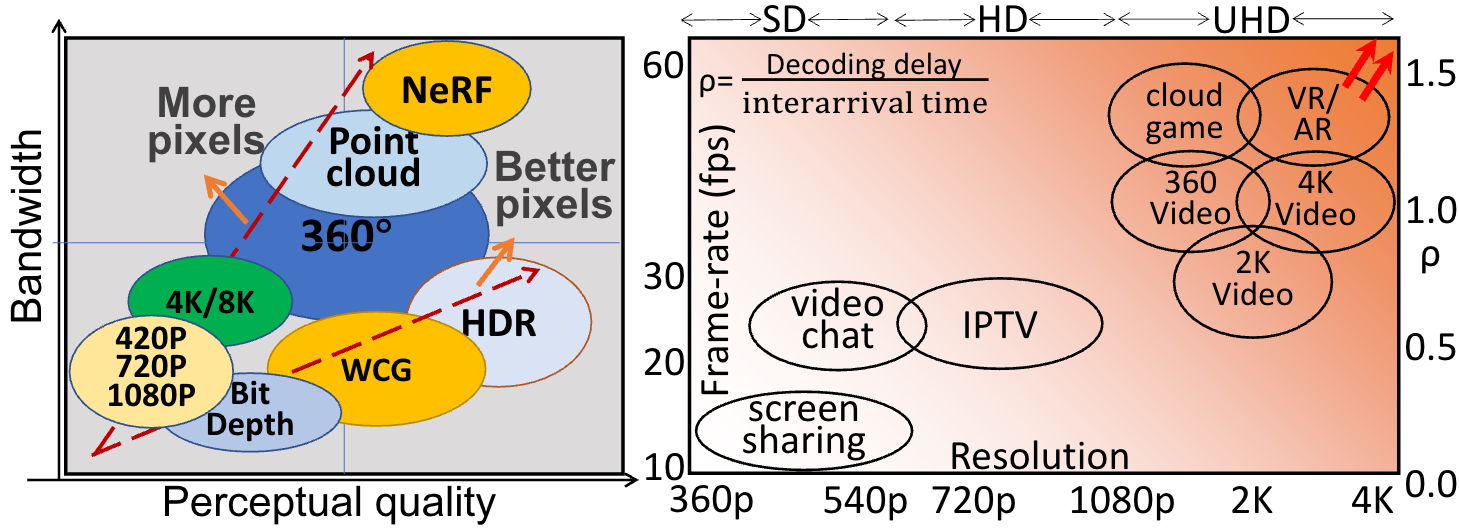 NeRF
More
pixels
Point
cloud
Better
pixels
360°
4K/8K
HDR
420P
720P
1080P
WCG
Bit
Depth
Bandwidth
Perceptual quality
SD
HD
UHD
60
30
20
10
Frame-rate (fps)
ρ=
Decoding delay
interarrival time
cloud
game
VR/
AR
360
Video
4K
Video
2K
Video
video
chat
IPTV
screen
sharing
Resolution
360p
540p
720p
1080p
2K
4K
1.5
1.0
ρ
0.5
0.0